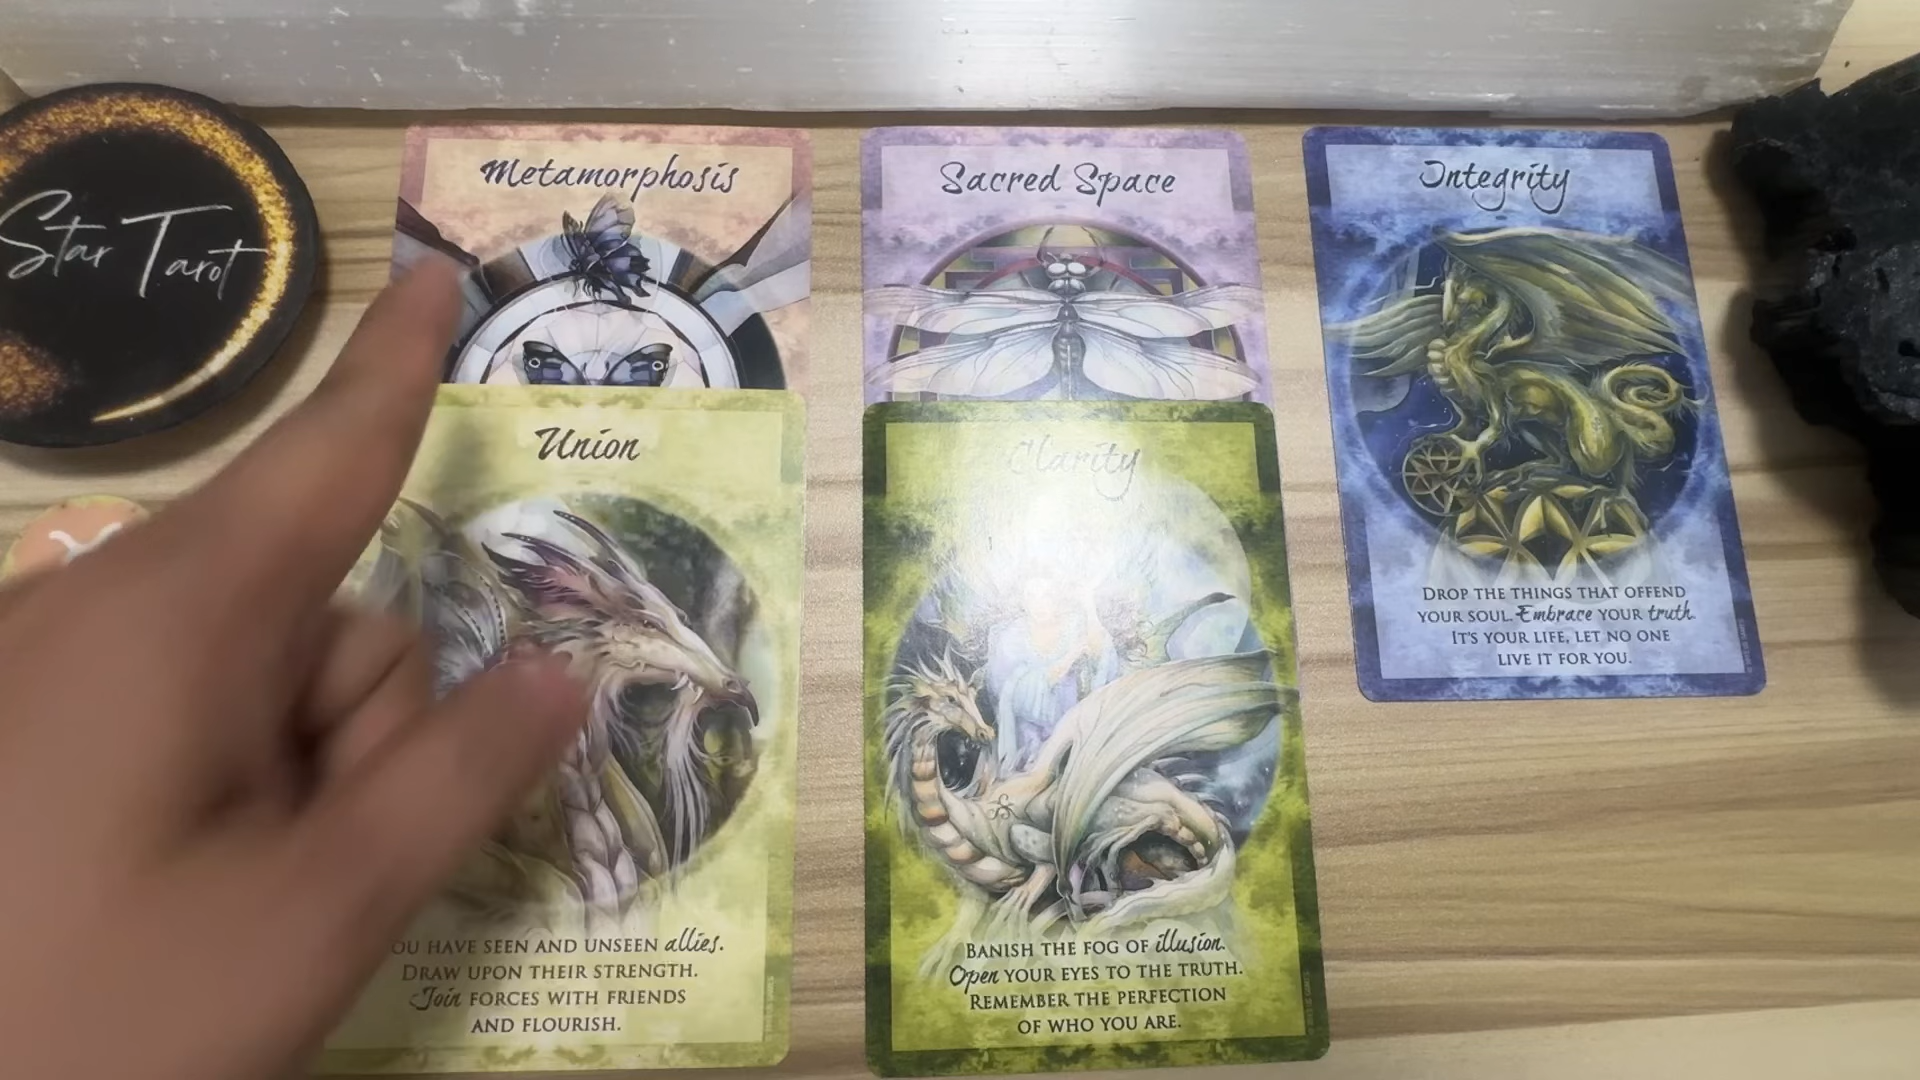 Star Tarot
Metamorphosis
Sacred Space
Integrity
DROP THE THINGS THAT OFFEND
YOUR SOUL. Embrace YOUR truth.
IT'S YOUR LIFE, LET NO ONE
LIVE IT FOR YOU.
Union
OU HAVE SEEN AND UNSEEN allies.
DRAW UPON THEIR STRENGTH.
Join FORCES WITH FRIENDS
AND FLOURISH.
Clarity
BANISH THE FOG OF illusion.
Open YOUR EYES TO THE TRUTH.
REMEMBER THE PERFECTION
OF WHO YOU ARE.